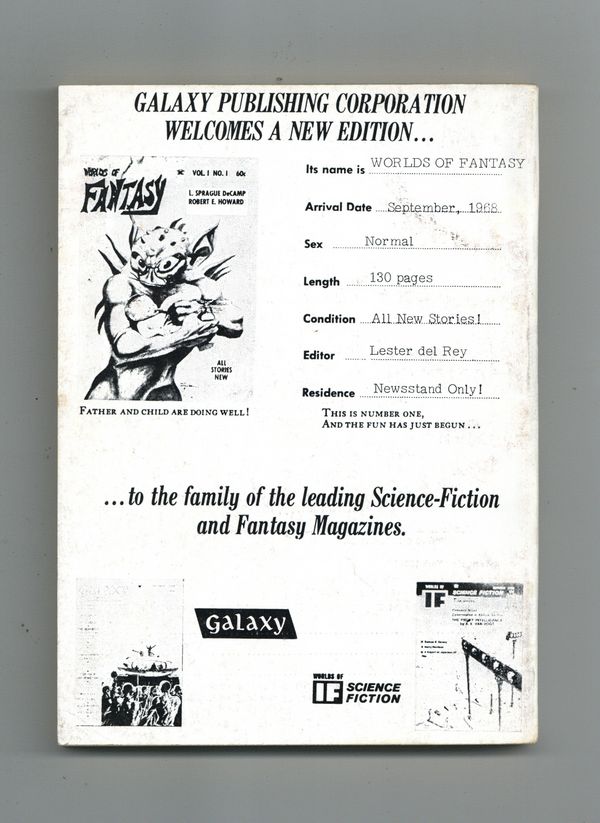 GALAXY PUBLISHING CORPORATION
WELCOMES A NEW EDITION...
WORLDS OF
FANTASY
VOL. 1 NO. 1 60¢
L. SPRAGUE DeCAMP
ROBERT E. HOWARD
ALL
STORIES
NEW
FATHER AND CHILD ARE DOING WELL!
Its name is WORLDS OF FANTASY
Arrival Date September, 1968
Sex Normal
Length 130 pages
Condition All New Stories!
Editor Lester del Rey
Residence Newsstand Only!
THIS IS NUMBER ONE,
AND THE FUN HAS JUST BEGUN...
...to the family of the leading Science-Fiction
and Fantasy Magazines.
GALAXY
WORLDS OF
IF SCIENCE
FICTION
WORLDS OF
IF SCIENCE FICTION
by A. E. VAN VOGT